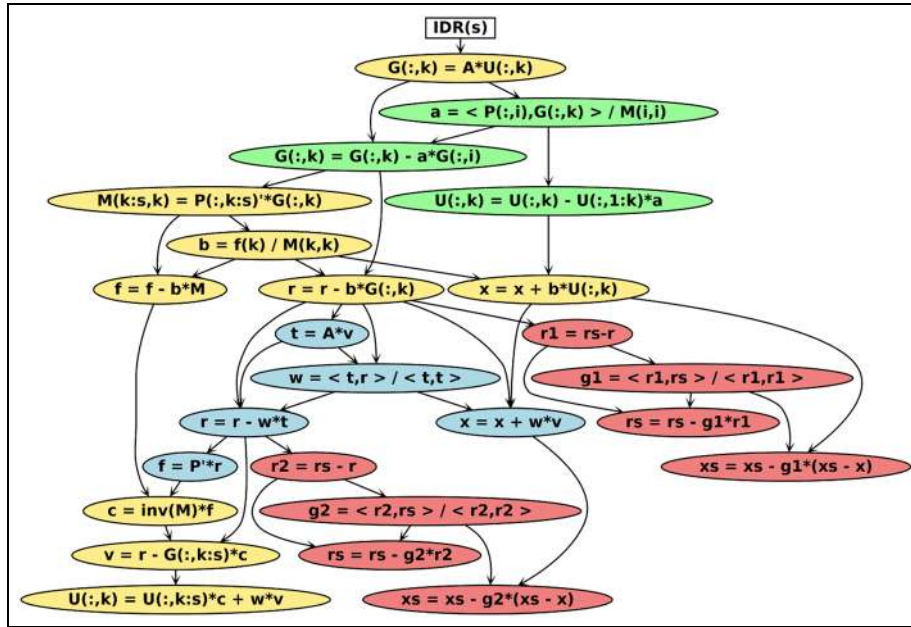 IDR(s)
G(:,k) = A*U(:,k)
a = < P(:,i),G(:,k) > / M(i,i)
G(:,k) = G(:,k) - a*G(:,i)
M(k:s,k) = P(:,k:s)'*G(:,k)
U(:,k) = U(:,k) - U(:,1:k)*a
b = f(k) / M(k,k)
f = f - b*M
r = r - b*G(:,k)
x = x + b*U(:,k)
t = A*v
r1 = rs-r
w = < t,r > / < t,t >
g1 = < r1,rs > / < r1,r1 >
r = r - w*t
x = x + w*v
rs = rs - g1*r1
f = P'*r
r2 = rs - r
xs = xs - g1*(xs - x)
c = inv(M)*f
g2 = < r2,rs > / < r2,r2 >
v = r - G(:,k:s)*c
rs = rs - g2*r2
U(:,k) = U(:,k:s)*c + w*v
xs = xs - g2*(xs - x)